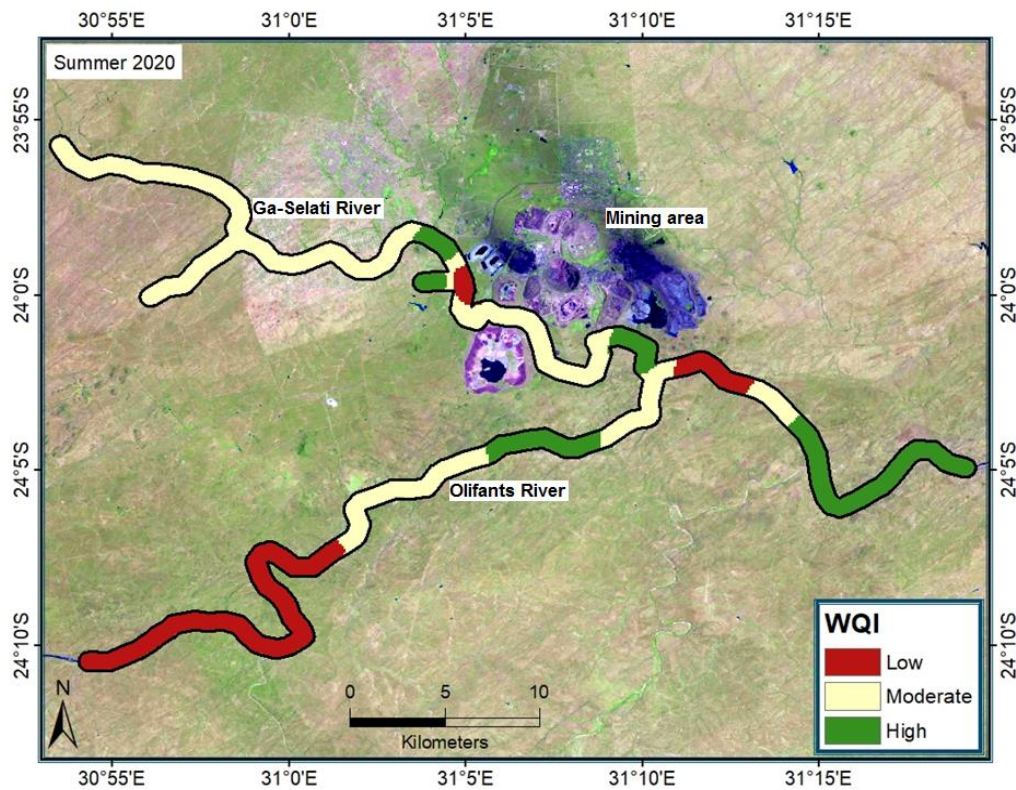 30°55'E 31°0'E 31°5'E 31°10'E 31°15'E
Summer 2020
23°55'S
23°55'S
Ga-Selati River
Mining area
24°0'S
24°0'S
24°5'S
24°5'S
Olifants River
WQI
Low
Moderate
High
24°10'S
24°10'S
N
0 5 10
Kilometers
30°55'E 31°0'E 31°5'E 31°10'E 31°15'E